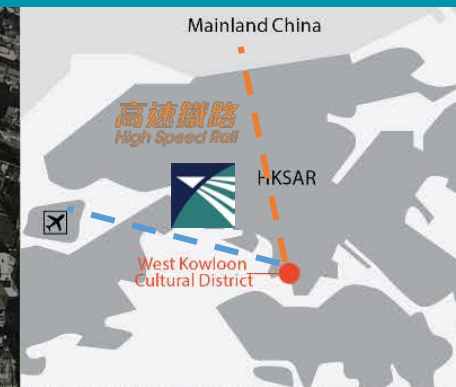 Mainland China
高速鐵路
High Speed Rail
HKSAR
West Kowloon
Cultural District